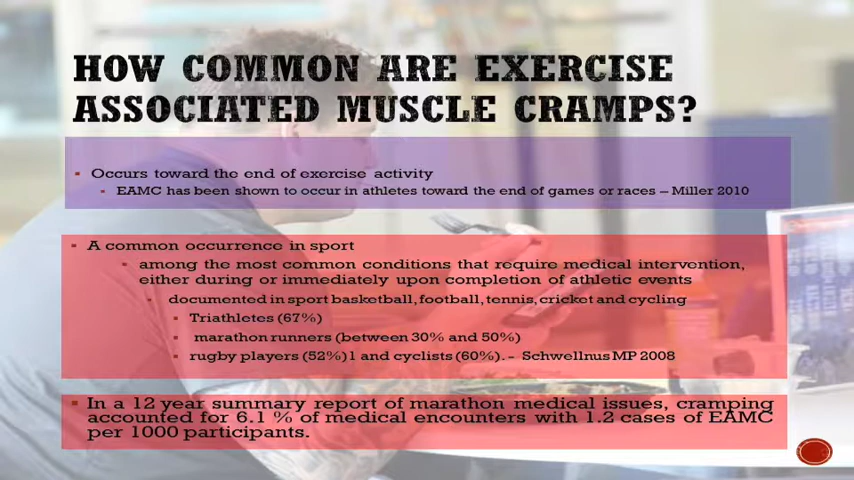 HOW COMMON ARE EXERCISE
ASSOCIATED MUSCLE CRAMPS?
Occurs toward the end of exercise activity
EAMC has been shown to occur in athletes toward the end of games or races – Miller 2010
A common occurrence in sport
among the most common conditions that require medical intervention,
either during or immediately upon completion of athletic events
documented in sport basketball, football, tennis, cricket and cycling
Triathletes (67%)
marathon runners (between 30% and 50%)
rugby players (52%)1 and cyclists (60%). - Schwellnus MP 2008
In a 12 year summary report of marathon medical issues, cramping
accounted for 6.1 % of medical encounters with 1.2 cases of EAMC
per 1000 participants.